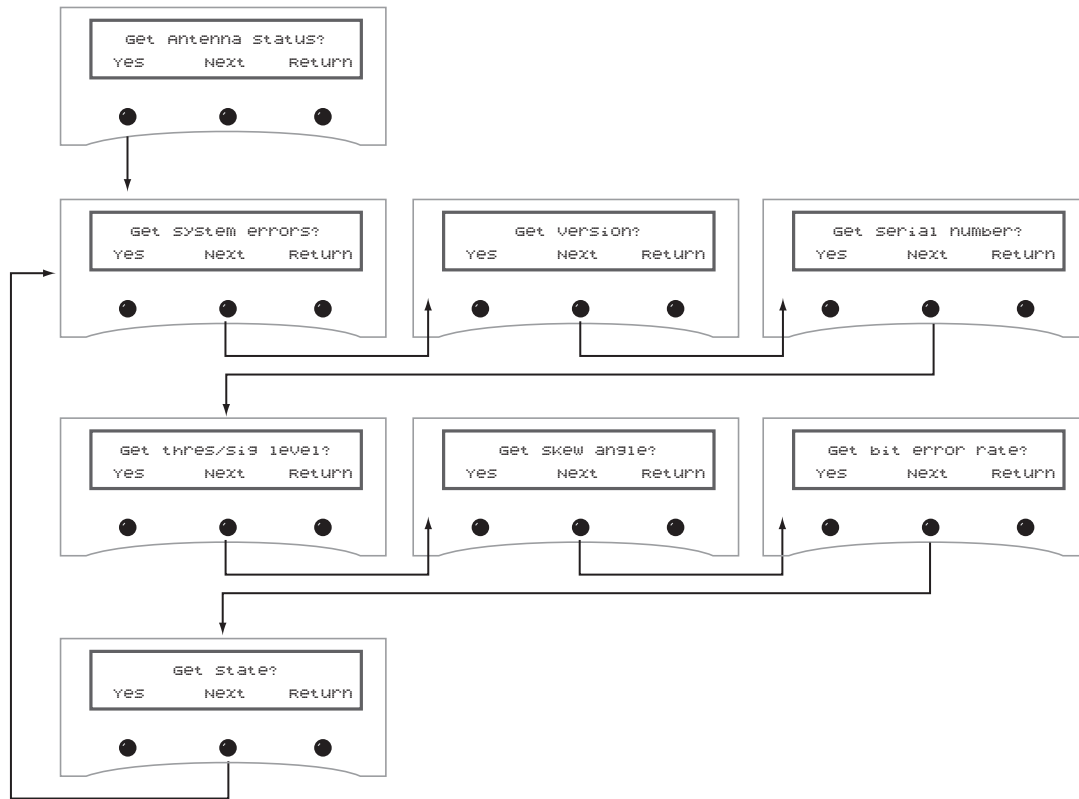 Get Antenna status?
Yes Next Return
Get system errors?
Yes Next Return
Get Version?
Yes Next Return
Get serial number?
Yes Next Return
Get thres/sig level?
Yes Next Return
Get skew angle?
Yes Next Return
Get bit error rate?
Yes Next Return
Get state?
Yes Next Return